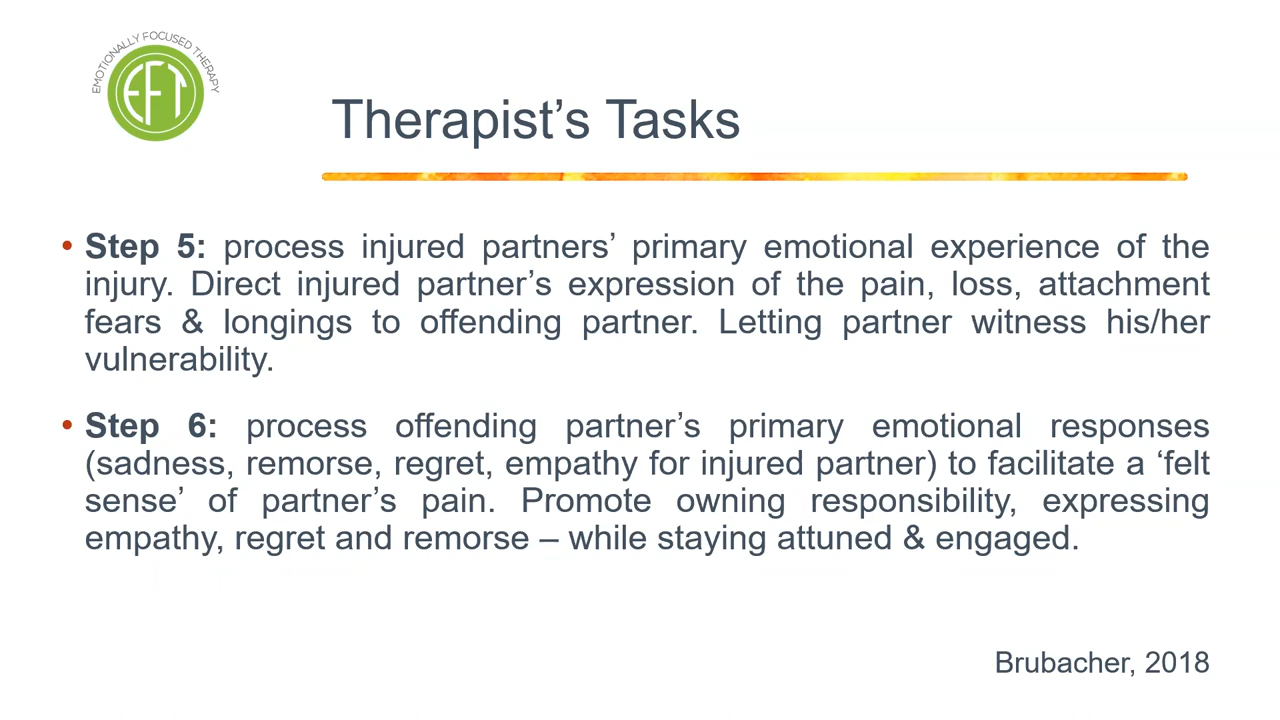 EMOTIONALLY FOCUSED THERAPY
EFT
Therapist’s Tasks
• Step 5: process injured partners’ primary emotional experience of the
injury. Direct injured partner’s expression of the pain, loss, attachment
fears & longings to offending partner. Letting partner witness his/her
vulnerability.
• Step 6: process offending partner’s primary emotional responses
(sadness, remorse, regret, empathy for injured partner) to facilitate a ‘felt
sense’ of partner’s pain. Promote owning responsibility, expressing
empathy, regret and remorse – while staying attuned & engaged.
Brubacher, 2018